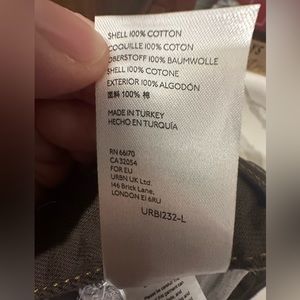 SHELL 100% COTTON
COQUILLE 100% COTON
OBERSTOFF 100% BAUMWOLLE
SHELL 100% COTONE
EXTERIOR 100% ALGODÓN
面料 100% 棉
MADE IN TURKEY
HECHO EN TURQUÍA
RN 66170
CA 32054
FOR EU
URBN UK Ltd.
146 Brick Lane,
LONDON E1 6RU
URB1232-L